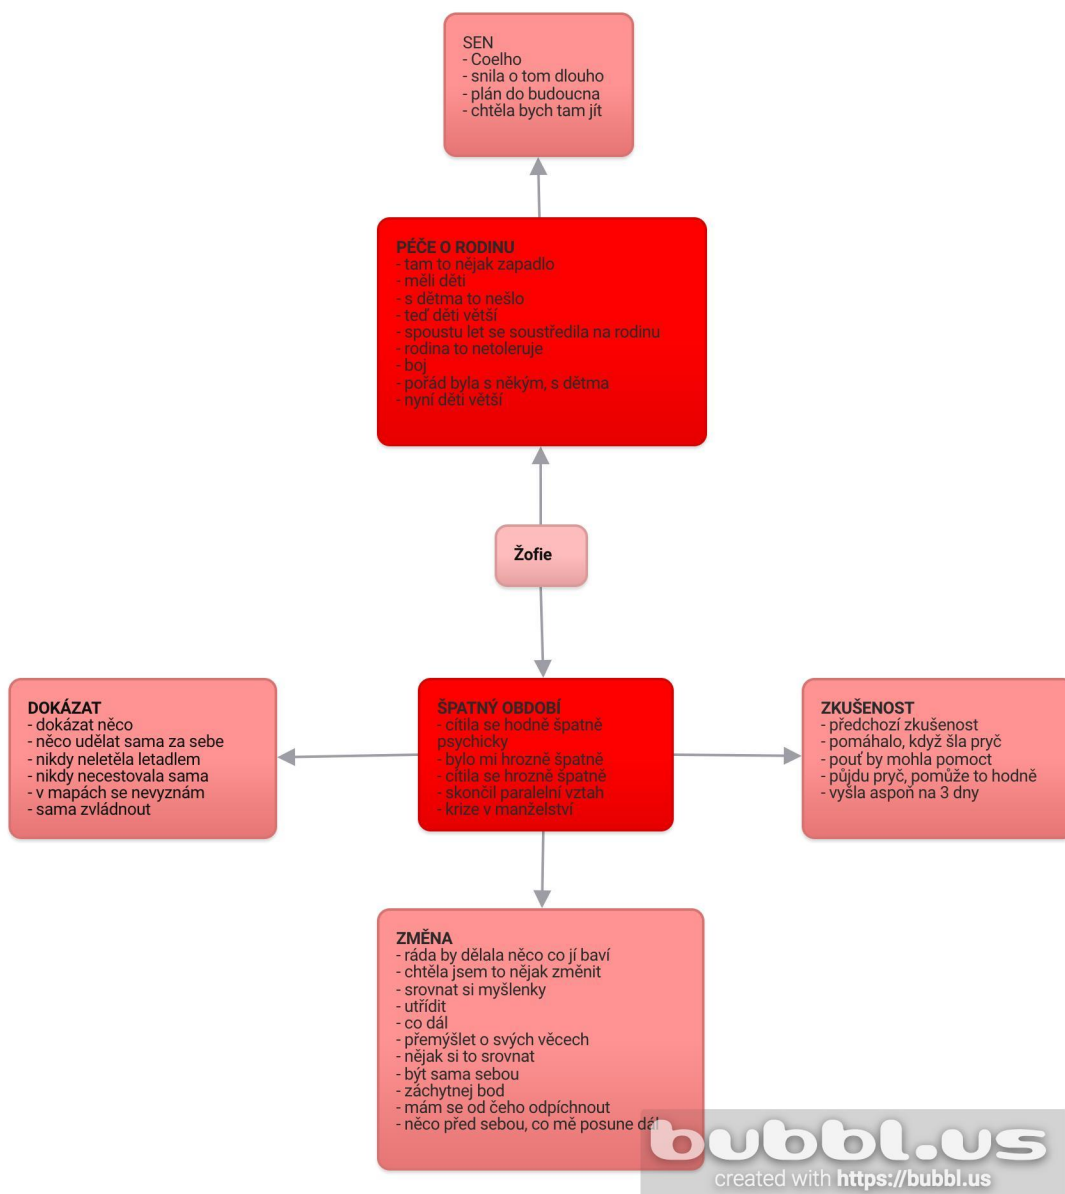 SEN
- Coelho
- snila o tom dlouho
- plán do budoucna
- chtěla bych tam jít
PÉČE O RODINU
- tam to nějak zapadlo
- měli děti
- s dětma to nešlo
- teď děti větší
- spoustu let se soustředila na rodinu
- rodina to netoleruje
- boj
- pořád byla s někým, s dětma
- nyní děti větší
Žofie
DOKÁZAT
- dokázat něco
- něco udělat sama za sebe
- nikdy neletěla letadlem
- nikdy necestovala sama
- v mapách se nevyznám
- sama zvládnout
ŠPATNÝ OBDOBÍ
- cítila se hodně špatně
psychicky
- bylo mi hrozně špatně
- cítila se hrozně špatně
- skončil paralelní vztah
- krize v manželství
ZKUŠENOST
- předchozí zkušenost
- pomáhalo, když šla pryč
- pouť by mohla pomoct
- půjdu pryč, pomůže to hodně
- vyšla aspoň na 3 dny
ZMĚNA
- ráda by dělala něco co jí baví
- chtěla jsem to nějak změnit
- srovnat si myšlenky
- utřídit
- co dál
- přemýšlet o svých věcech
- nějak si to srovnat
- být sama sebou
- záchytnej bod
- mám se od čeho odpíchnout
- něco před sebou, co mě posune dál
bubbl.us
created with https://bubbl.us